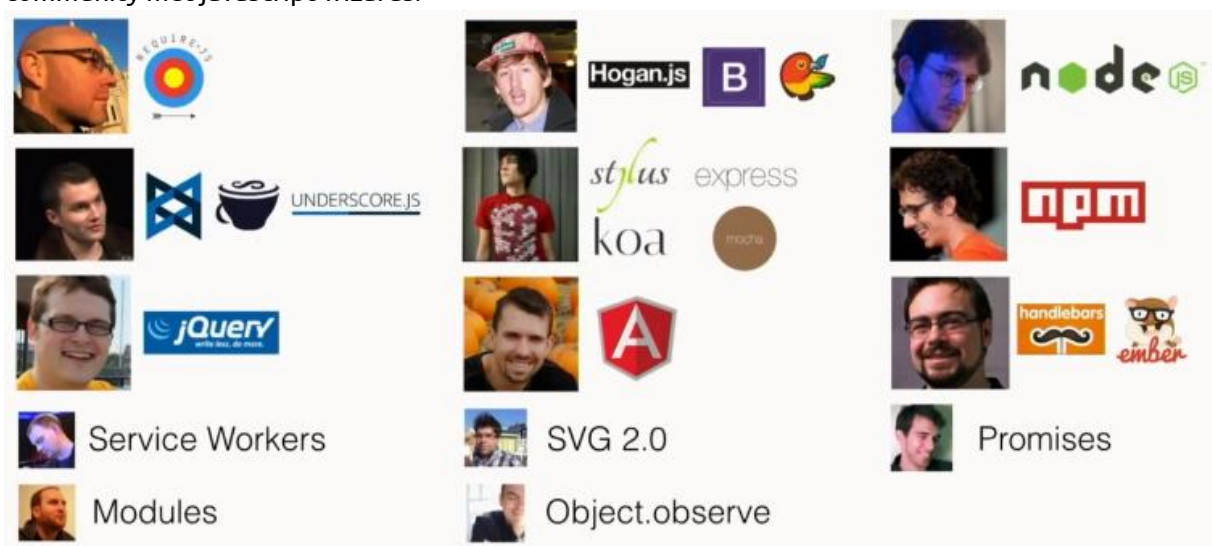 REQUIRE-JS
Hogan.js
B
node
JS
UNDERSCORE.JS
stylus
express
koa
mocha
npm
jQuery
write less, do more.
A
handlebars
ember
Service Workers
SVG 2.0
Promises
Modules
Object.observe